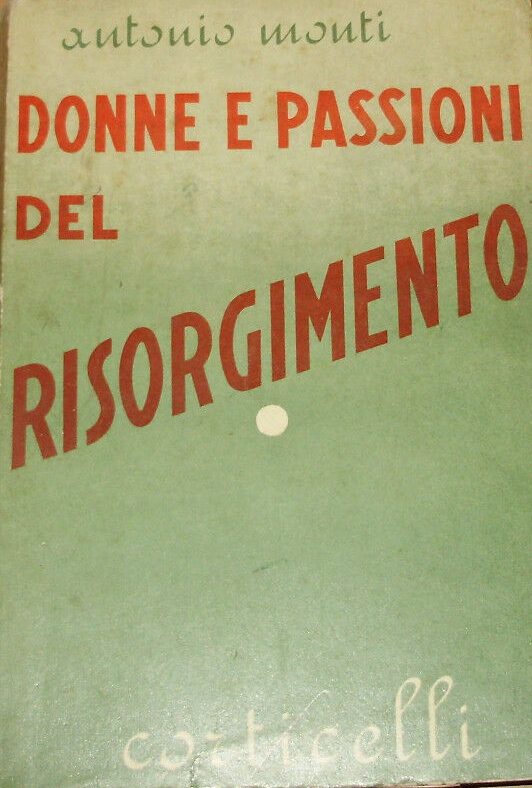 antonio monti
DONNE E PASSIONI
DEL
RISORGIMENTO
corticelli